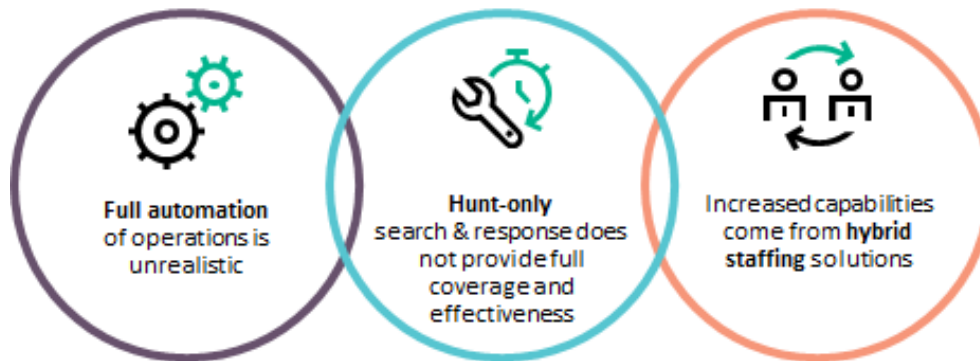 Full automation
of operations is
unrealistic
Hunt-only
search & response does
not provide full
coverage and
effectiveness
Increased capabilities
come from hybrid
staffing solutions